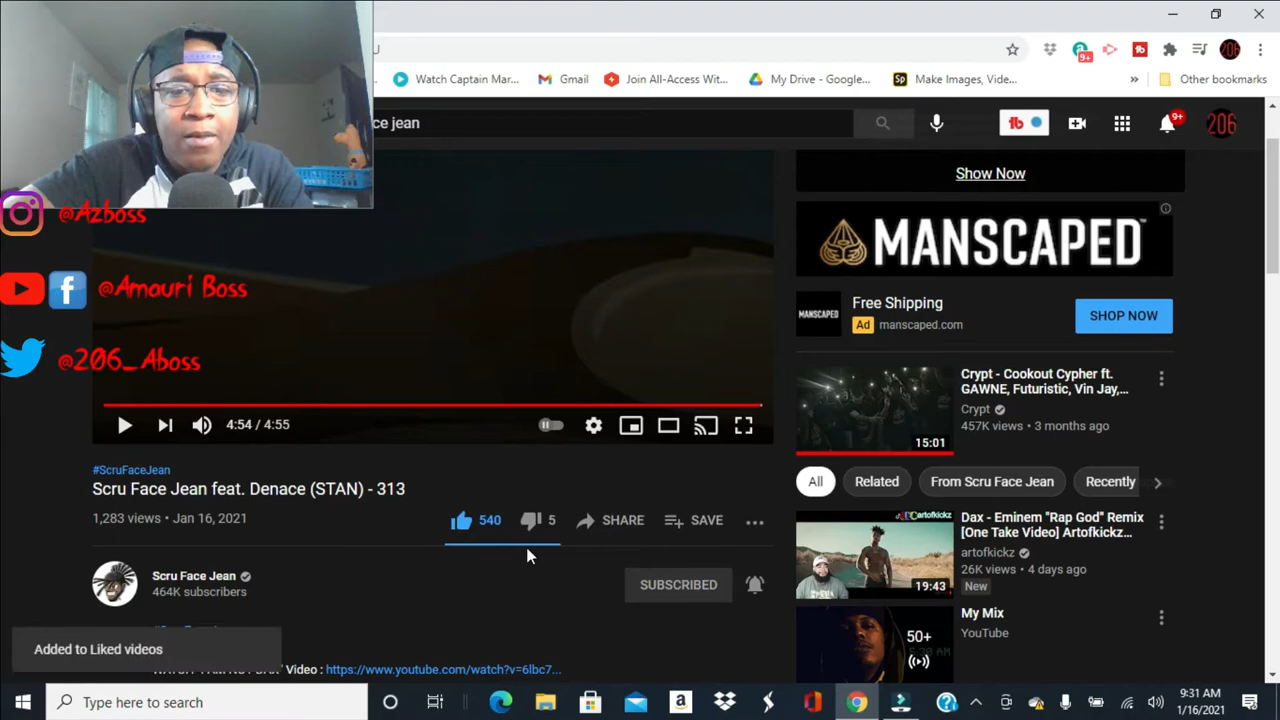 Watch Captain Mar...
Gmail
Join All-Access Wit...
My Drive - Google...
Sp
Make Images, Vide...
»
Other bookmarks
9+
206
ce jean
Show Now
MANSCAPED™
MANSCAPED
Free Shipping
Ad manscaped.com
SHOP NOW
@Azboss
@Amauri Boss
@206_Aboss
4:54 / 4:55
#ScruFaceJean
Scru Face Jean feat. Denace (STAN) - 313
1,283 views • Jan 16, 2021
540
5
SHARE
SAVE
Scru Face Jean
464K subscribers
SUBSCRIBED
Video : https://www.youtube.com/watch?v=6lbc7...
Added to Liked videos
Crypt - Cookout Cypher ft.
GAWNE, Futuristic, Vin Jay,...
Crypt
457K views • 3 months ago
15:01
All
Related
From Scru Face Jean
Recently
Dax - Eminem "Rap God" Remix
[One Take Video] Artofkickz...
artofkickz
26K views • 4 days ago
New
19:43
My Mix
YouTube
50+
Type here to search
9:31 AM
1/16/2021